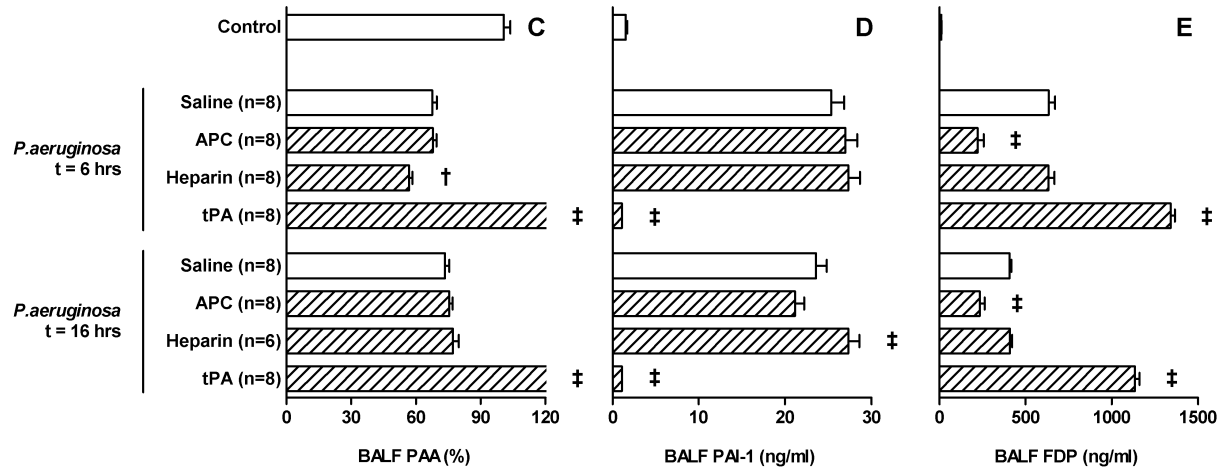 Control
C
D
E
P.aeruginosa
t = 6 hrs
Saline (n=8)
APC (n=8)
‡
Heparin (n=8)
†
tPA (n=8)
‡
‡
‡
P.aeruginosa
t = 16 hrs
Saline (n=8)
APC (n=8)
‡
Heparin (n=6)
‡
tPA (n=8)
‡
‡
‡
0 30 60 90 120
0 10 20 30
0 500 1000 1500
BALF PAA (%)
BALF PAI-1 (ng/ml)
BALF FDP (ng/ml)